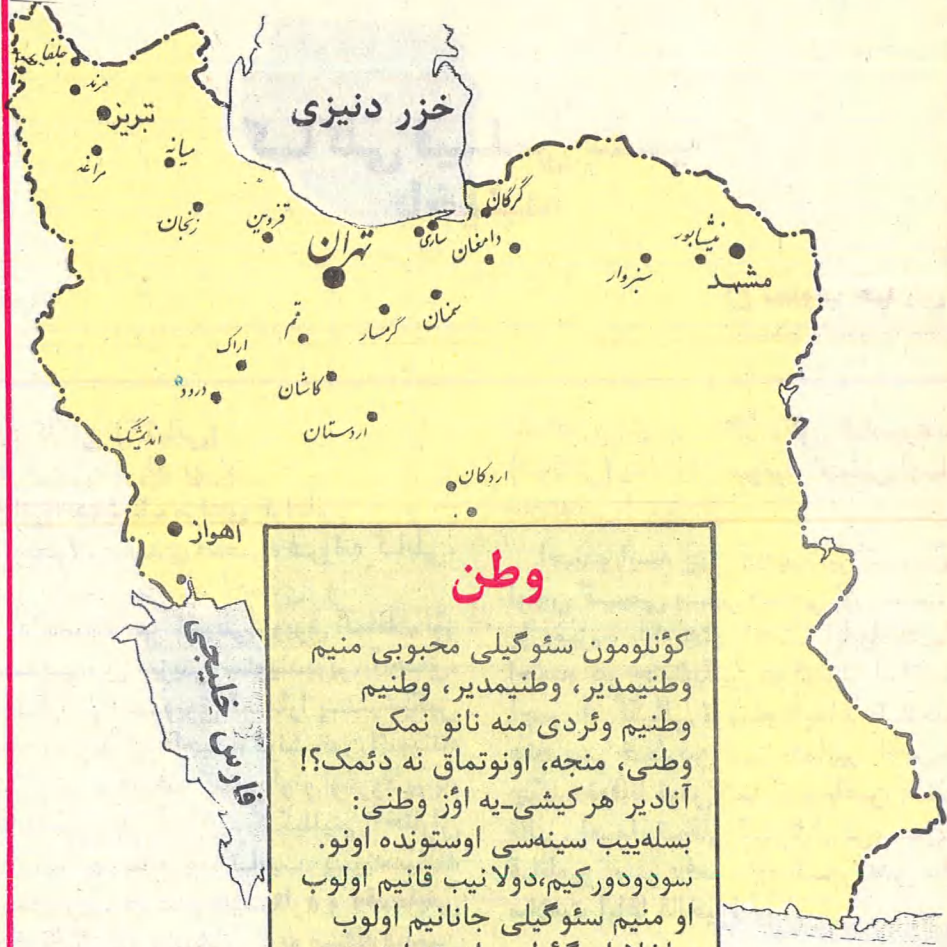 خزر دنیزی
جلفا
مرند
تبریز
مراغه
میانه
زنجان
قزوین
تهران
ساری
گرگان
دامغان
سبزوار
نیشابور
مشهد
سمنان
گرمسار
قم
اراک
کاشان
درود
اردستان
اندیمشک
اردکان
اهواز
فارس خلیجی
وطن
کؤنلومون سئوگیلی محبوبی منیم
وطنیمدیر، وطنیمدیر، وطنیم
وطنیم وئردی منه نانو نمک
وطنی، منجه، اونوتماق نه دئمک؟!
آنادیر هر کیشی-یه اؤز وطنی:
بسله‌ییب سینه‌سی اوستونده اونو.
سودودور کیم،دولانیب قانیم اولوب
او منیم سئوگیلی جانانیم اولوب